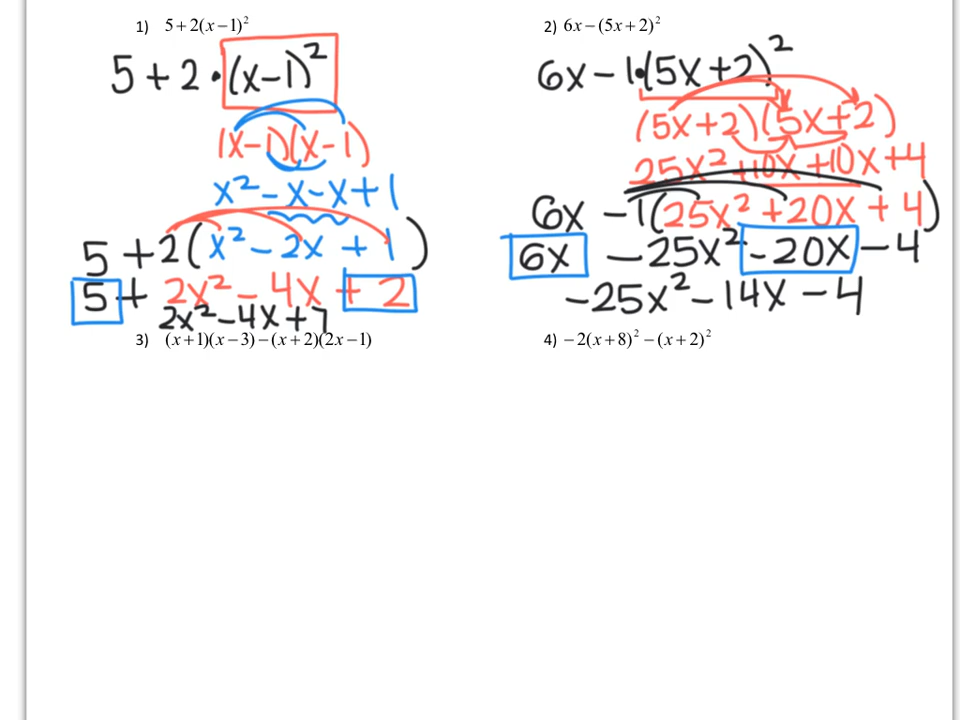 1) 5+2(x−1)²
5+2·(x−1)²
(x−1)(x−1)
x²−x−x+1
5+2(x²−2x+1)
5+2x²−4x+2
2x²−4x+7
2) 6x−(5x+2)²
6x−1·(5x+2)²
(5x+2)(5x+2)
25x²+10x+10x+4
6x−1(25x²+20x+4)
6x−25x²−20x−4
−25x²−14x−4
3) (x+1)(x−3)−(x+2)(2x−1)
4) −2(x+8)²−(x+2)²